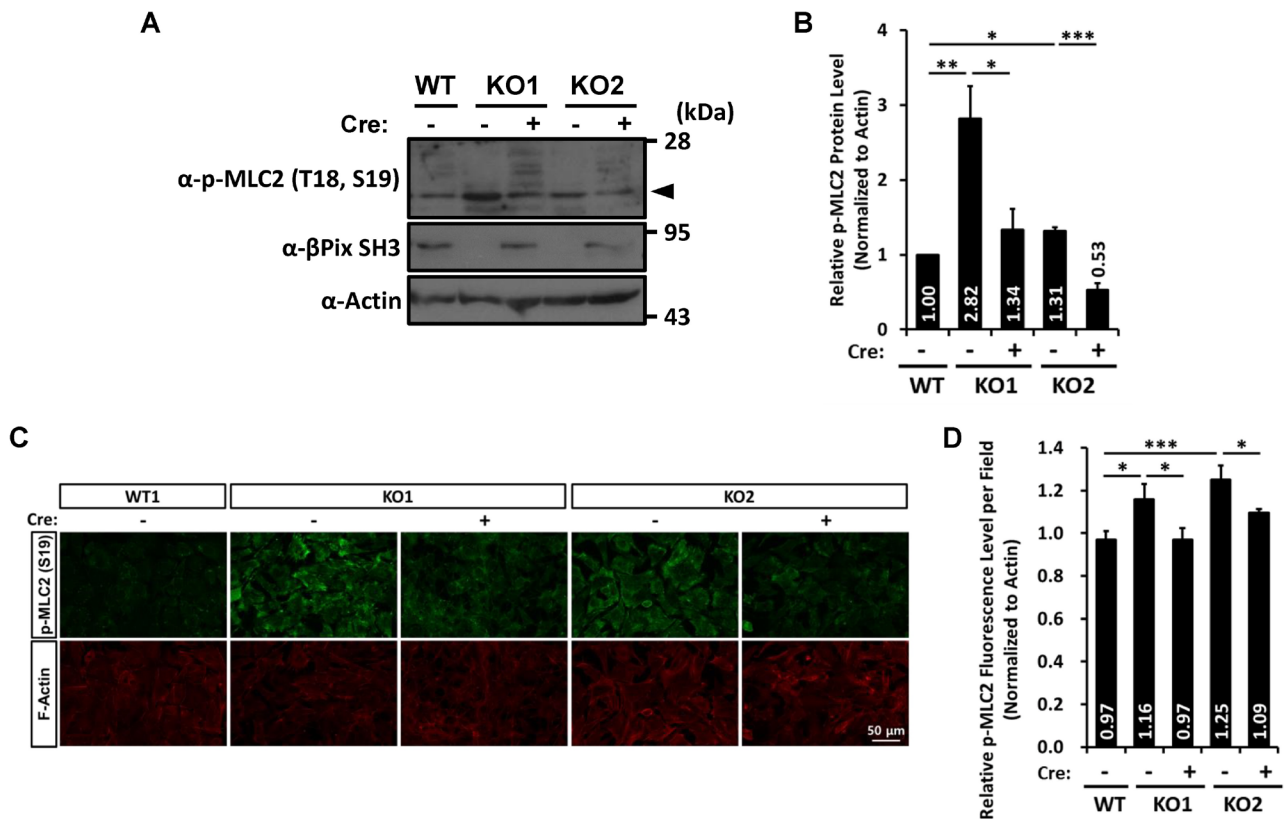 A
WT KO1 KO2
(kDa)
Cre: - - + - +
28
α-p-MLC2 (T18, S19)
95
α-βPix SH3
α-Actin
43
B
Relative p-MLC2 Protein Level
(Normalized to Actin)
4
3
2
1
0
* ***
** *
1.00 2.82 1.34 1.31 0.53
Cre: - - + - +
WT KO1 KO2
C
WT1 KO1 KO2
Cre: - - + - +
p-MLC2 (S19)
F-Actin
50 µm
D
Relative p-MLC2 Fluorescence Level per Field
(Normalized to Actin)
1.4
1.2
1.0
0.8
0.6
0.4
0.2
0.0
*** *
* *
0.97 1.16 0.97 1.25 1.09
Cre: - - + - +
WT KO1 KO2